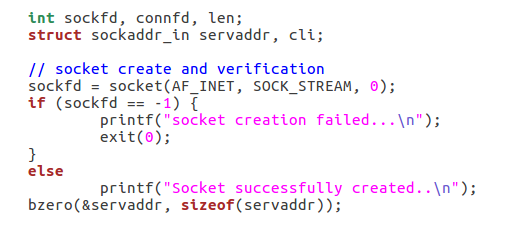 int sockfd, connfd, len;
struct sockaddr_in servaddr, cli;
// socket create and verification
sockfd = socket(AF_INET, SOCK_STREAM, 0);
if (sockfd == -1) {
printf("socket creation failed...\n");
exit(0);
}
else
printf("Socket successfully created..\n");
bzero(&servaddr, sizeof(servaddr));